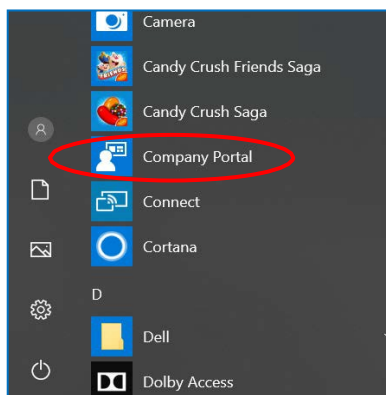 Camera
Candy Crush Friends Saga
Candy Crush Saga
Company Portal
Connect
Cortana
D
Dell
Dolby Access